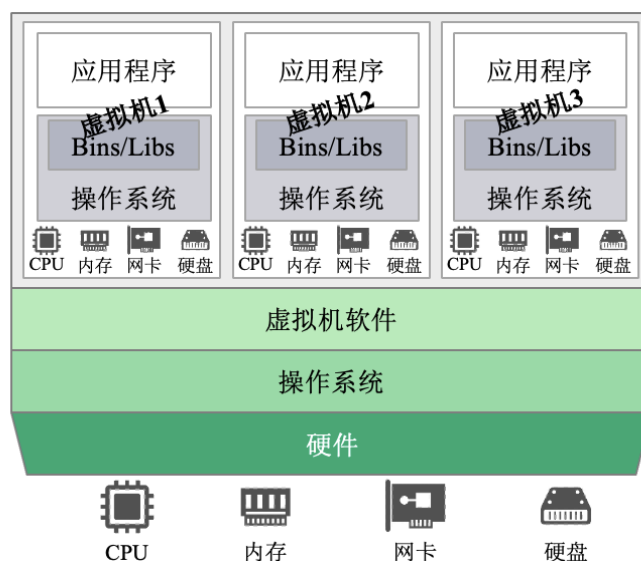 应用程序 应用程序 应用程序
虚拟机1 虚拟机2 虚拟机3
Bins/Libs Bins/Libs Bins/Libs
操作系统 操作系统 操作系统
CPU 内存 网卡 硬盘 CPU 内存 网卡 硬盘 CPU 内存 网卡 硬盘
虚拟机软件
操作系统
硬件
CPU 内存 网卡 硬盘